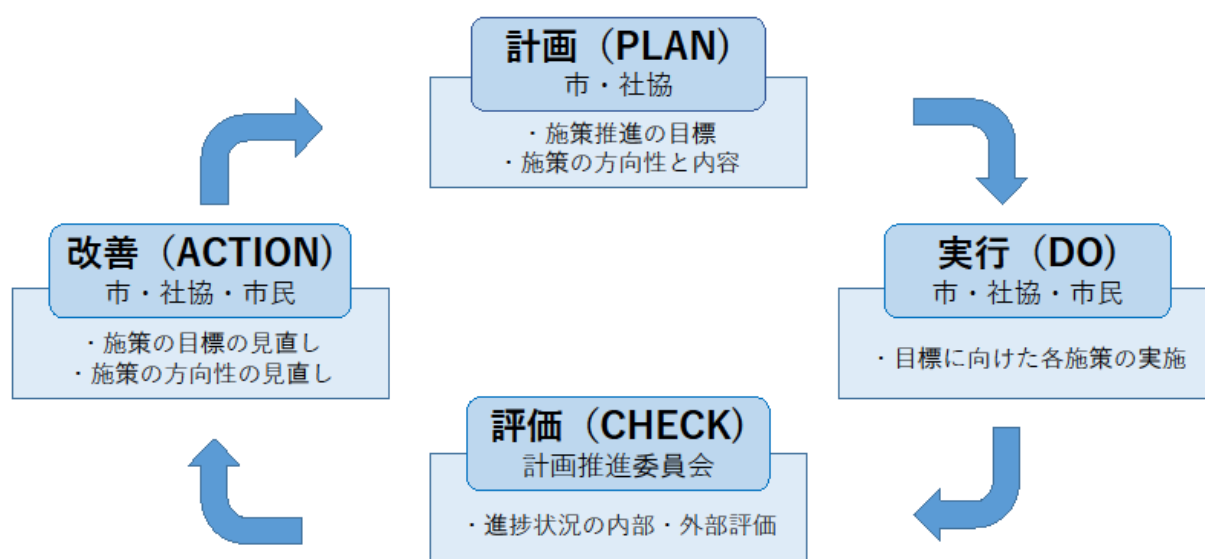 計画（PLAN）
市・社協
・施策推進の目標
・施策の方向性と内容
実行（DO）
市・社協・市民
・目標に向けた各施策の実施
評価（CHECK）
計画推進委員会
・進捗状況の内部・外部評価
改善（ACTION）
市・社協・市民
・施策の目標の見直し
・施策の方向性の見直し